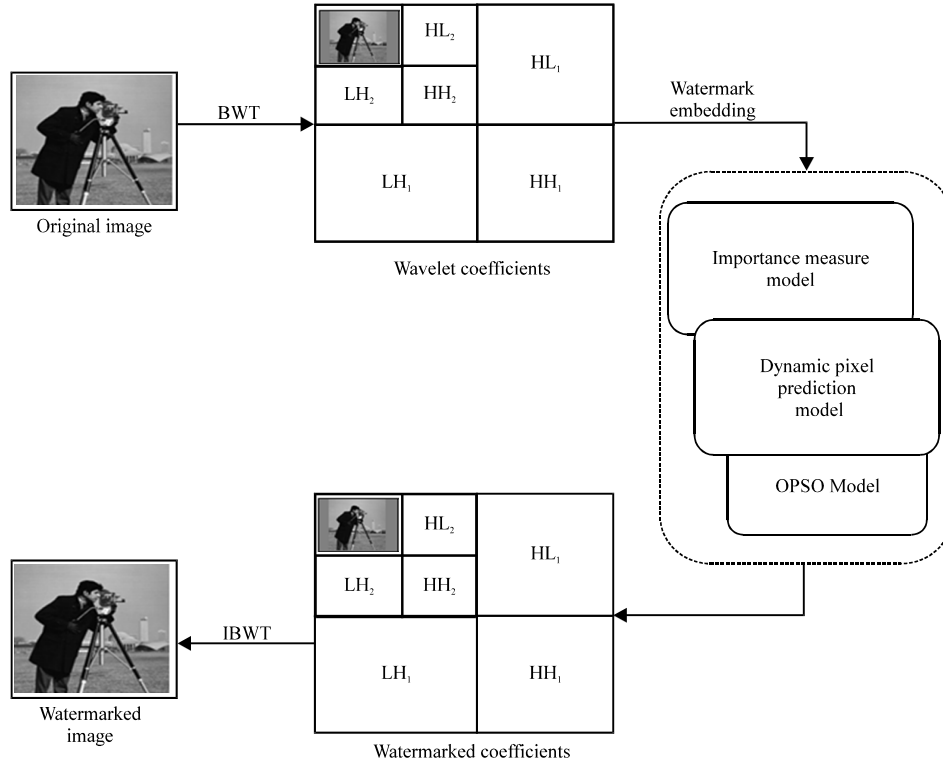 HL₂
HL₁
LH₂
HH₂
BWT
LH₁
HH₁
Original image
Wavelet coefficients
Watermark
embedding
Importance measure
model
Dynamic pixel
prediction
model
OPSO Model
HL₂
HL₁
LH₂
HH₂
IBWT
LH₁
HH₁
Watermarked
image
Watermarked coefficients